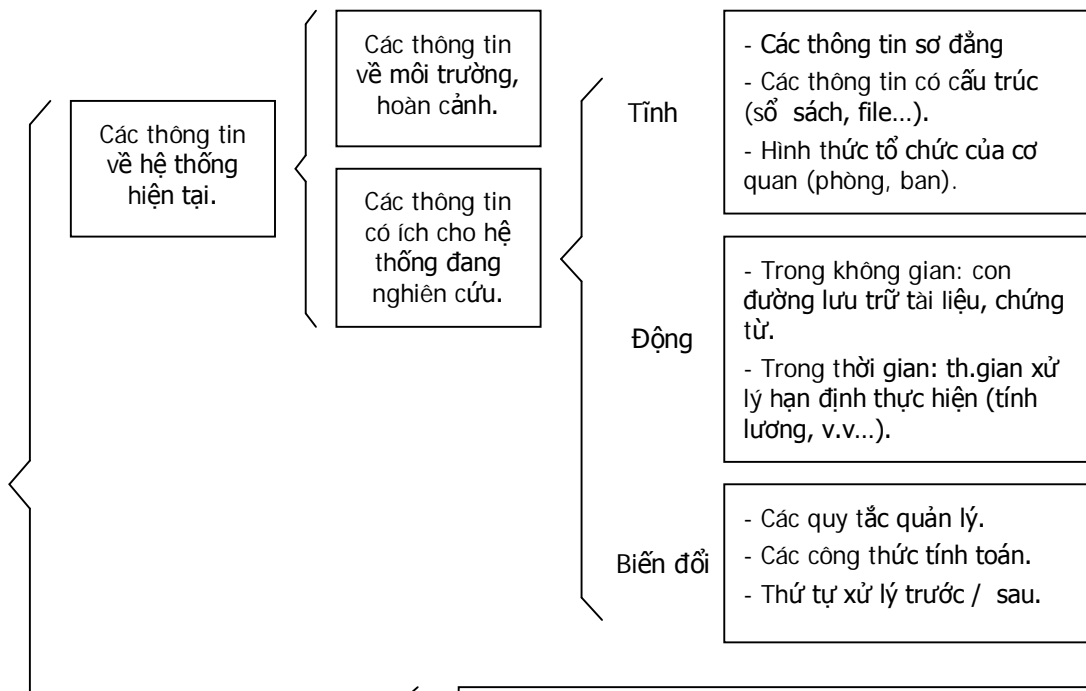 Các thông tin
về hệ thống
hiện tại.
Các thông tin
về môi trường,
hoàn cảnh.
Các thông tin
có ích cho hệ
thống đang
nghiên cứu.
Tĩnh
- Các thông tin sơ đẳng
- Các thông tin có cấu trúc
(sổ sách, file...).
- Hình thức tổ chức của cơ
quan (phòng, ban).
Động
- Trong không gian: con
đường lưu trữ tài liệu, chứng
từ.
- Trong thời gian: th.gian xử
lý hạn định thực hiện (tính
lương, v.v...).
Biến đổi
- Các quy tắc quản lý.
- Các công thức tính toán.
- Thứ tự xử lý trước / sau.